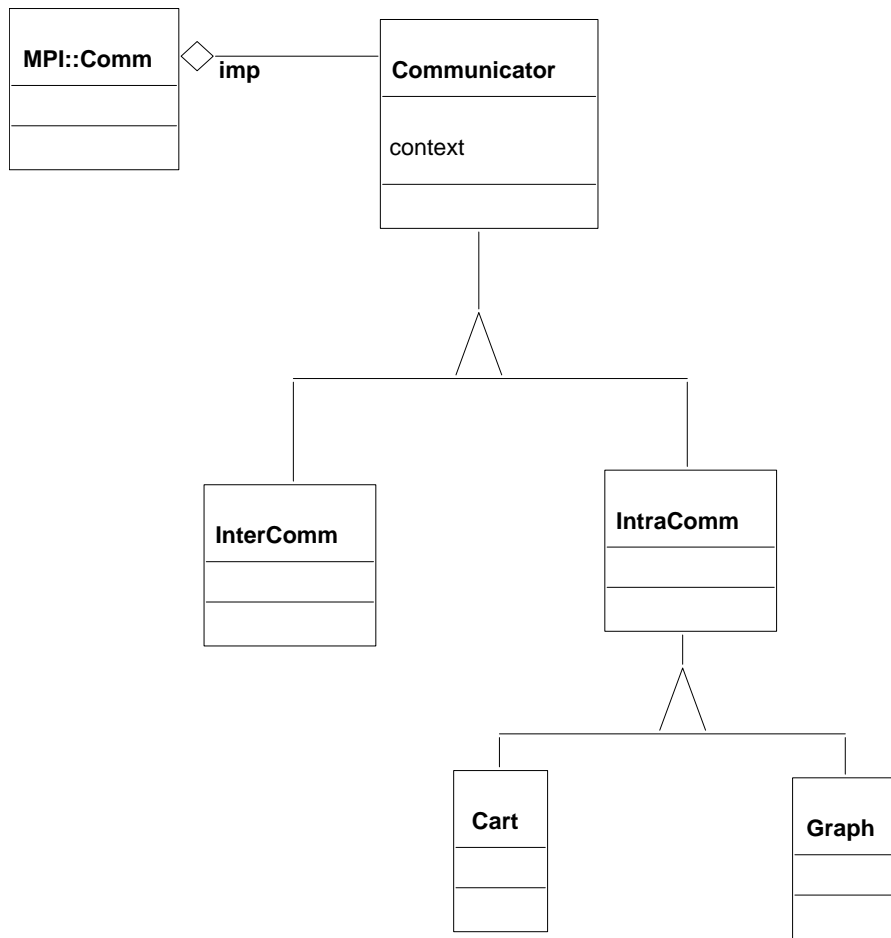 MPI::Comm
imp
Communicator
context
InterComm
IntraComm
Cart
Graph